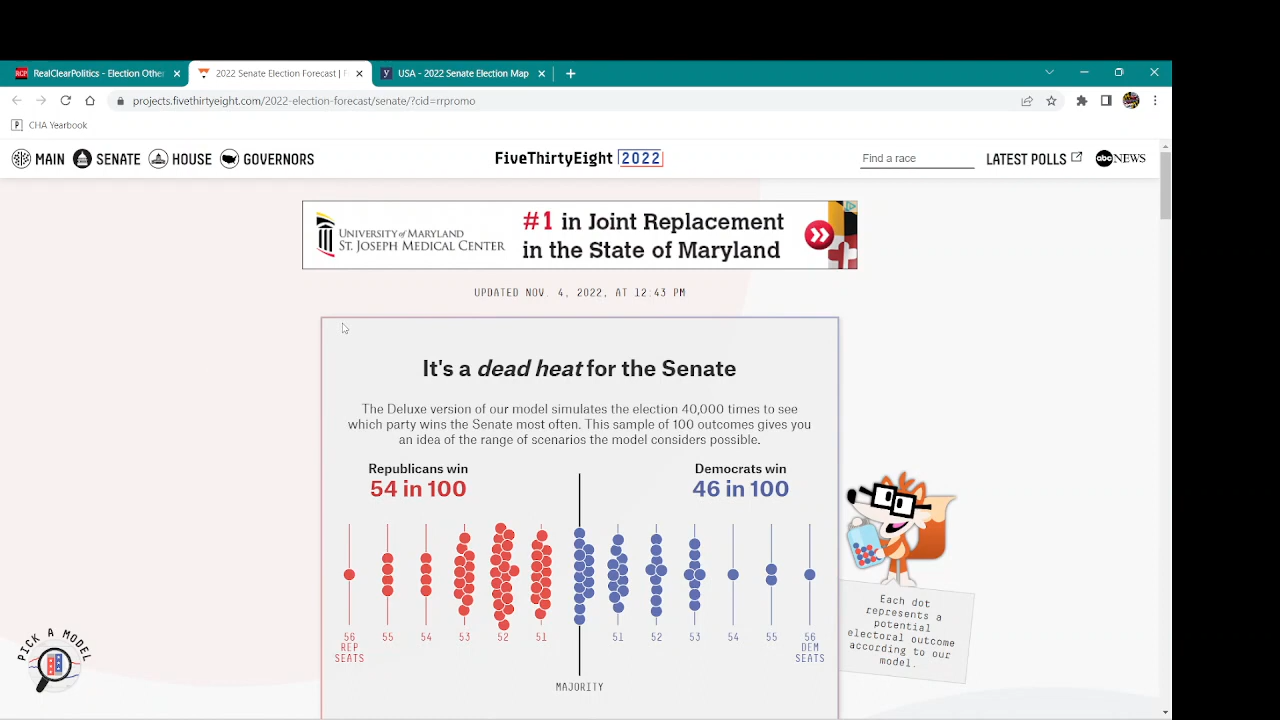 RCP RealClearPolitics - Election Other
2022 Senate Election Forecast |
USA - 2022 Senate Election Map
projects.fivethirtyeight.com/2022-election-forecast/senate/?cid=rrpromo
CHA Yearbook
MAIN SENATE HOUSE GOVERNORS
FiveThirtyEight 2022
Find a race
LATEST POLLS
abc NEWS
UNIVERSITY of MARYLAND
ST. JOSEPH MEDICAL CENTER
#1 in Joint Replacement
in the State of Maryland
UPDATED NOV. 4, 2022, AT 12:43 PM
It's a dead heat for the Senate
The Deluxe version of our model simulates the election 40,000 times to see
which party wins the Senate most often. This sample of 100 outcomes gives you
an idea of the range of scenarios the model considers possible.
Republicans win
54 in 100
Democrats win
46 in 100
56 55 54 53 52 51 51 52 53 54 55 56
REP
SEATS
DEM
SEATS
MAJORITY
Each dot
represents a
potential
electoral outcome
according to our
model.
PICK A MODEL